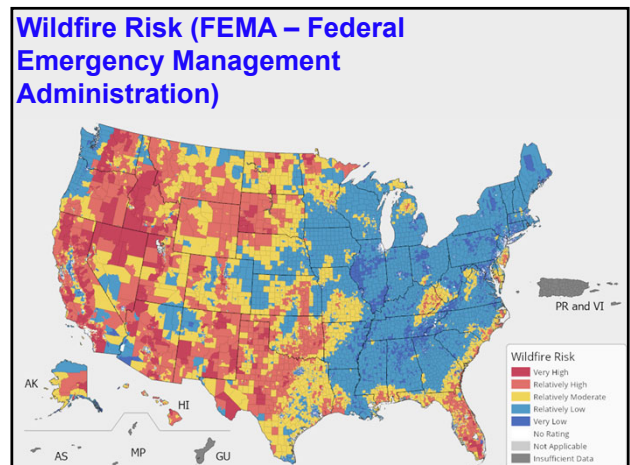 Wildfire Risk (FEMA – Federal
Emergency Management
Administration)
PR and VI
AK
HI
AS
MP
GU
Wildfire Risk
Very High
Relatively High
Relatively Moderate
Relatively Low
Very Low
No Rating
Not Applicable
Insufficient Data